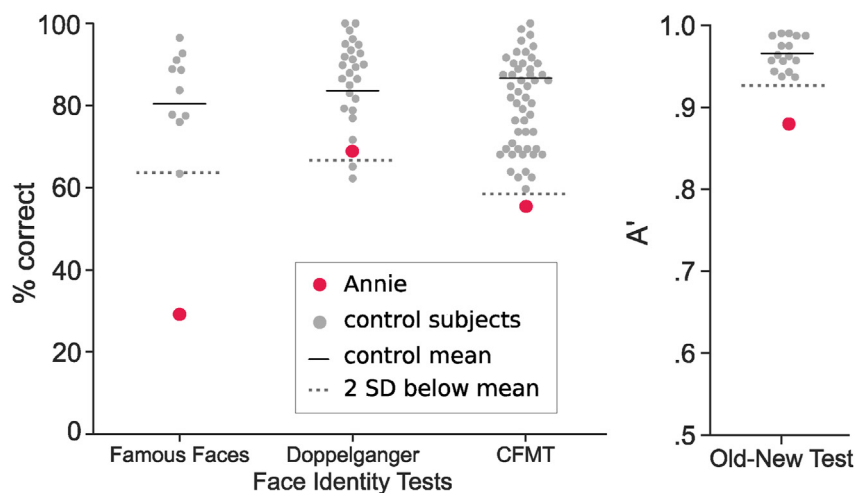 100
80
60
40
20
0
% correct
Annie
control subjects
control mean
2 SD below mean
Famous Faces
Doppelganger
CFMT
Face Identity Tests
1.0
.9
.8
.7
.6
.5
A'
Old-New Test